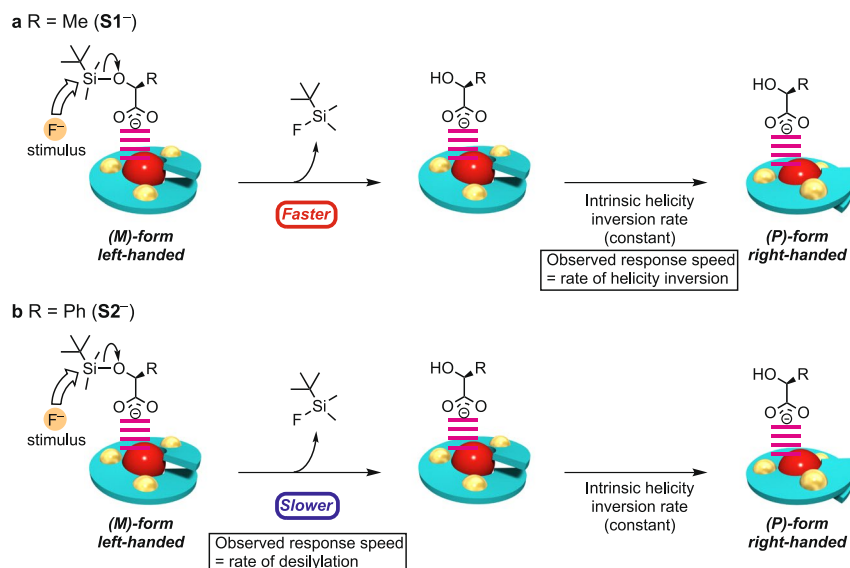 a R = Me (S1⁻)
Si
O
R
O
⊖
O
F⁻
stimulus
(M)-form
left-handed
F
Si
Faster
HO
R
O
⊖
O
Intrinsic helicity
inversion rate
(constant)
Observed response speed
= rate of helicity inversion
HO
R
O
⊖
O
(P)-form
right-handed
b R = Ph (S2⁻)
Si
O
R
O
⊖
O
F⁻
stimulus
(M)-form
left-handed
F
Si
Slower
Observed response speed
= rate of desilylation
HO
R
O
⊖
O
Intrinsic helicity
inversion rate
(constant)
HO
R
O
⊖
O
(P)-form
right-handed